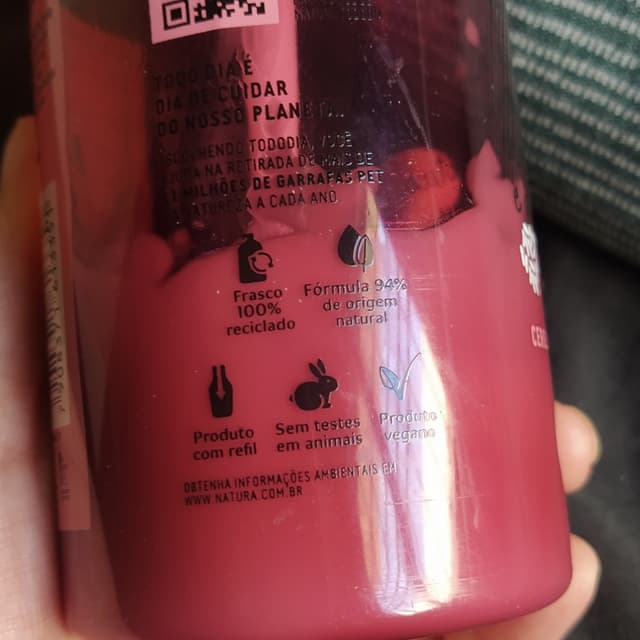 TODO DIA É
DIA DE CUIDAR
DO NOSSO PLANETA.
ESCOLHENDO TODODIA, VOCÊ
AJUDA NA RETIRADA DE MAIS DE
MILHÕES DE GARRAFAS PET
NATUREZA A CADA ANO
Frasco
100%
reciclado
Fórmula 94%
de origem
natural
Produto
com refil
Sem testes
em animais
Produto
vegano
OBTENHA INFORMAÇÕES AMBIENTAIS EM
WWW.NATURA.COM.BR